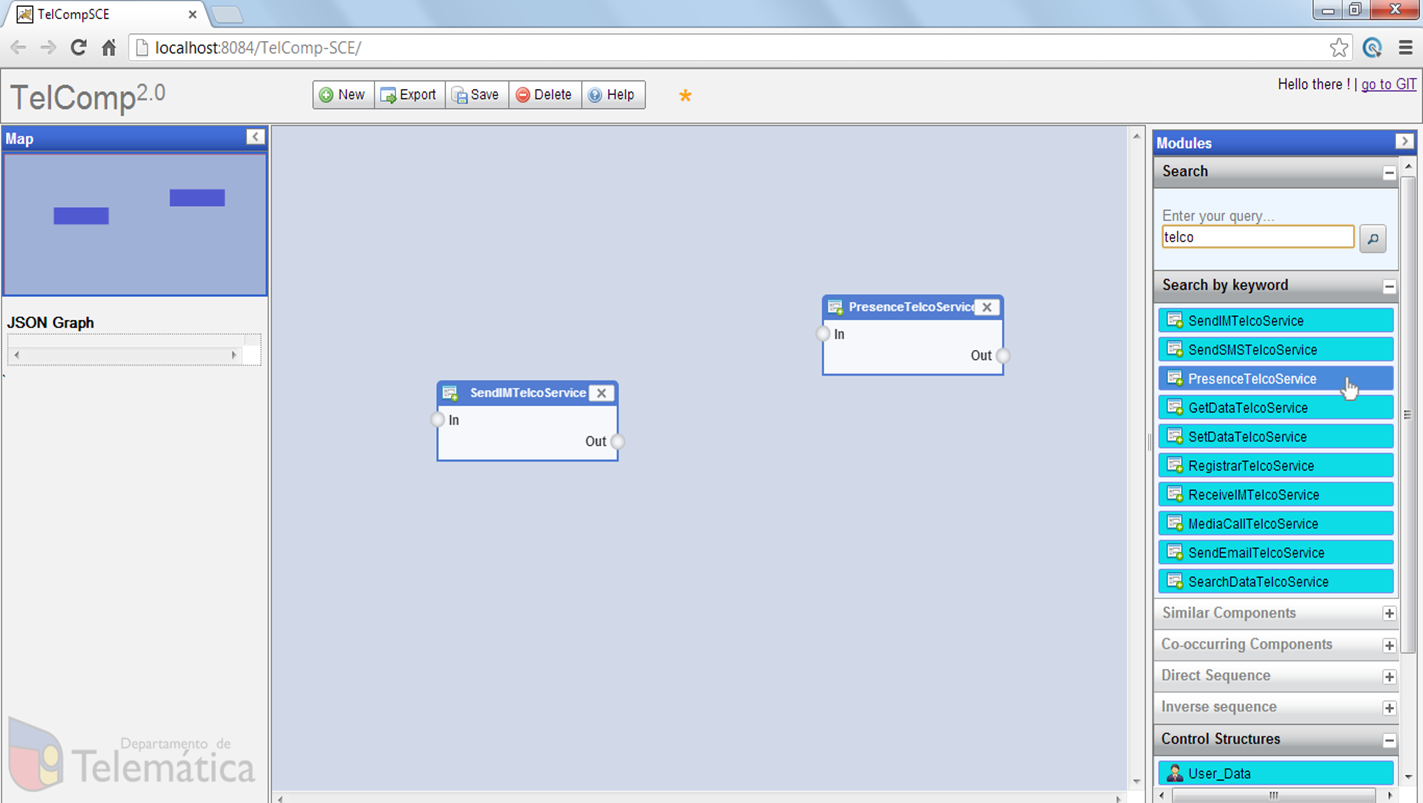 TelCompSCE
localhost:8084/TelComp-SCE/
TelComp2.0
New Export Save Delete Help *
Hello there ! | go to GIT
Map
JSON Graph
SendIMTelcoService
In
Out
PresenceTelcoService
In
Out
Modules
Search
Enter your query...
telco
Search by keyword
SendIMTelcoService
SendSMSTelcoService
PresenceTelcoService
GetDataTelcoService
SetDataTelcoService
RegistrarTelcoService
ReceiveIMTelcoService
MediaCallTelcoService
SendEmailTelcoService
SearchDataTelcoService
Similar Components
Co-occurring Components
Direct Sequence
Inverse sequence
Control Structures
User_Data
Departamento de
Telemática